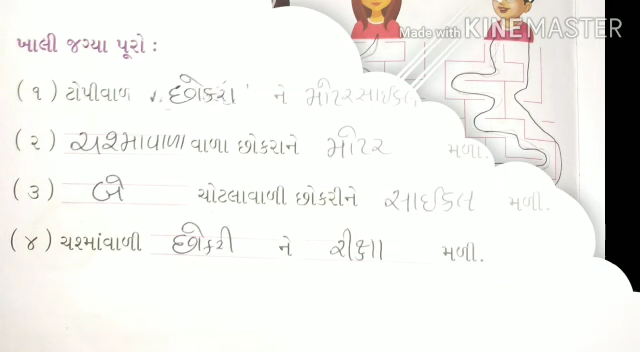 Made with KINEMASTER
ખાલી જગ્યા પૂરો :
(૧) ટોપીવાળ છોકરા ને મોટરસાઈકલ
(૨) ચશ્માવાળા વાળા છોકરાને મોટર મળી.
(૩) બે ચોટલાવાળી છોકરીને સાઈકલ મળી.
(૪) ચશ્માંવાળી છોકરી ને રીક્ષા મળી.